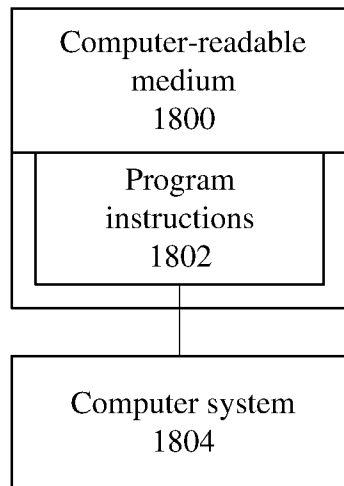 Computer-readable
medium
1800
Program
instructions
1802
Computer system
1804